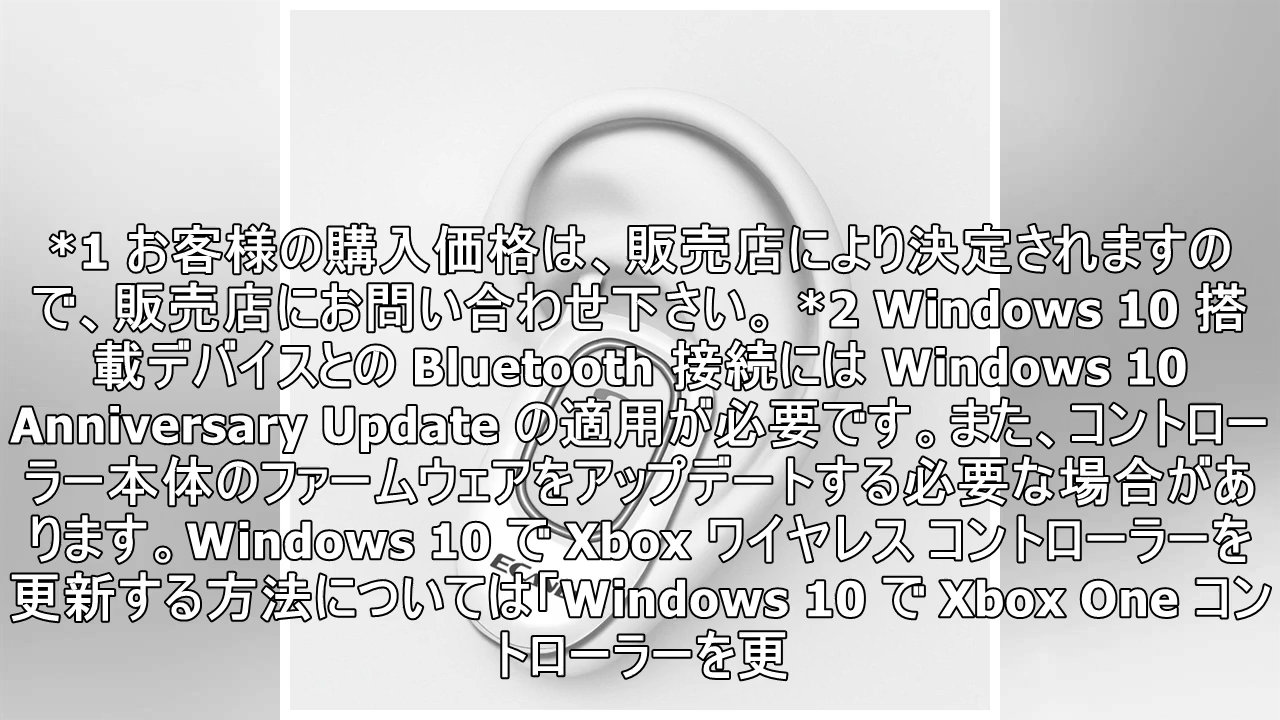 *1 お客様の購入価格は、販売店により決定されますの
で、販売店にお問い合わせ下さい。 *2 Windows 10 搭
載デバイスとの Bluetooth 接続には Windows 10
Anniversary Update の適用が必要です。また、コントロー
ラー本体のファームウェアをアップデートする必要な場合があ
ります。Windows 10 で Xbox ワイヤレス コントローラーを
更新する方法については「Windows 10 で Xbox One コン
トローラーを更